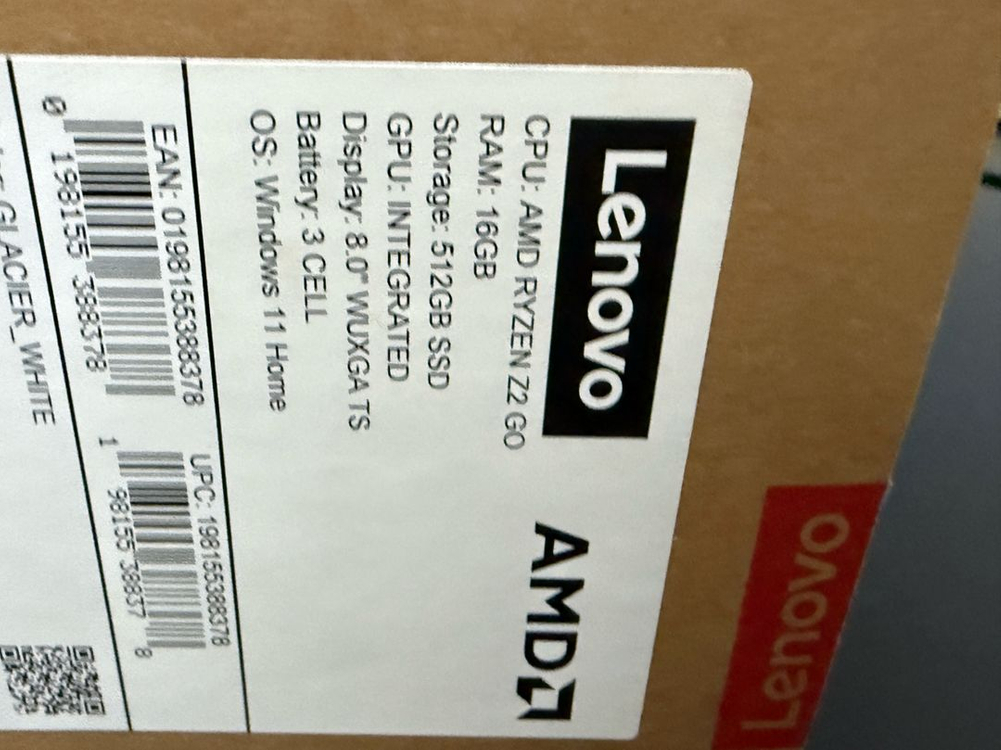 Lenovo
AMD
CPU: AMD RYZEN Z2 GO
RAM: 16GB
Storage: 512GB SSD
GPU: INTEGRATED
Display: 8.0" WUXGA TS
Battery: 3 CELL
OS: Windows 11 Home
EAN: 0198155388378
0 198155 388378
UPC: 198155388378
1 98155 38837 8
GLACIER_WHITE
Lenovo